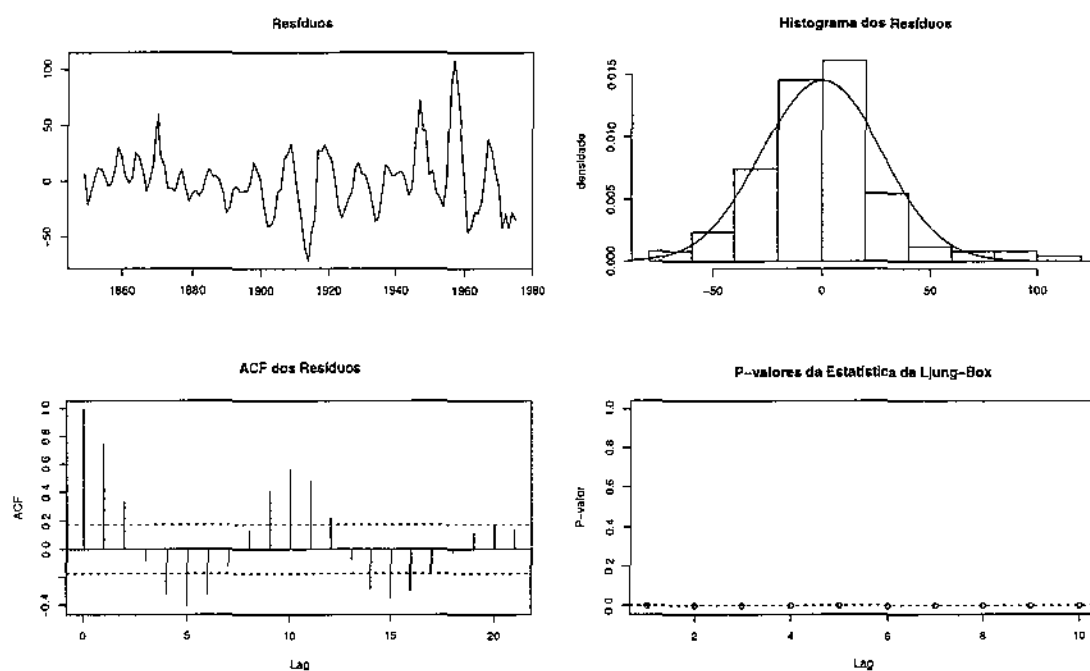 Resíduos
100
50
0
-50
1860 1880 1900 1920 1940 1960 1980
Histograma dos Resíduos
densidade
0.015
0.010
0.005
0.000
-50 0 50 100
ACF dos Resíduos
ACF
1.0
0.8
0.6
0.4
0.2
0.0
-0.4
0 5 10 15 20
Lag
P-valores da Estatística de Ljung-Box
P-valor
1.0
0.8
0.6
0.4
0.2
0.0
2 4 6 8 10
Lag